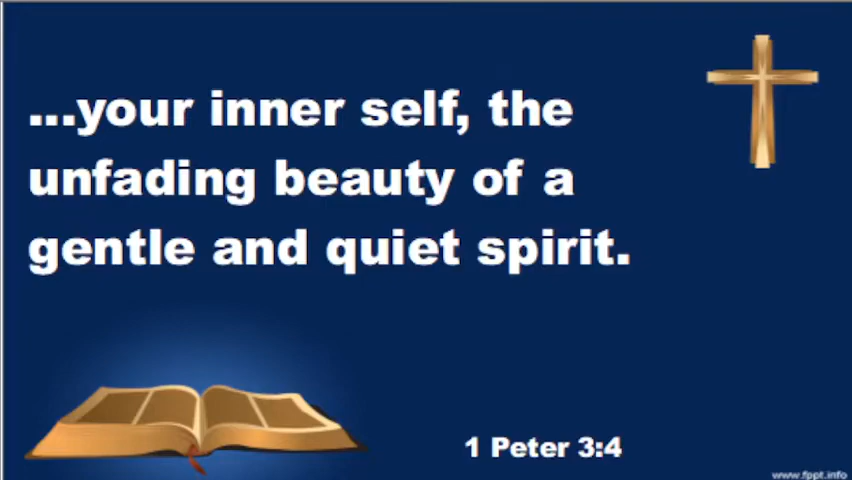 ...your inner self, the
unfading beauty of a
gentle and quiet spirit.
1 Peter 3:4
www.fppt.info